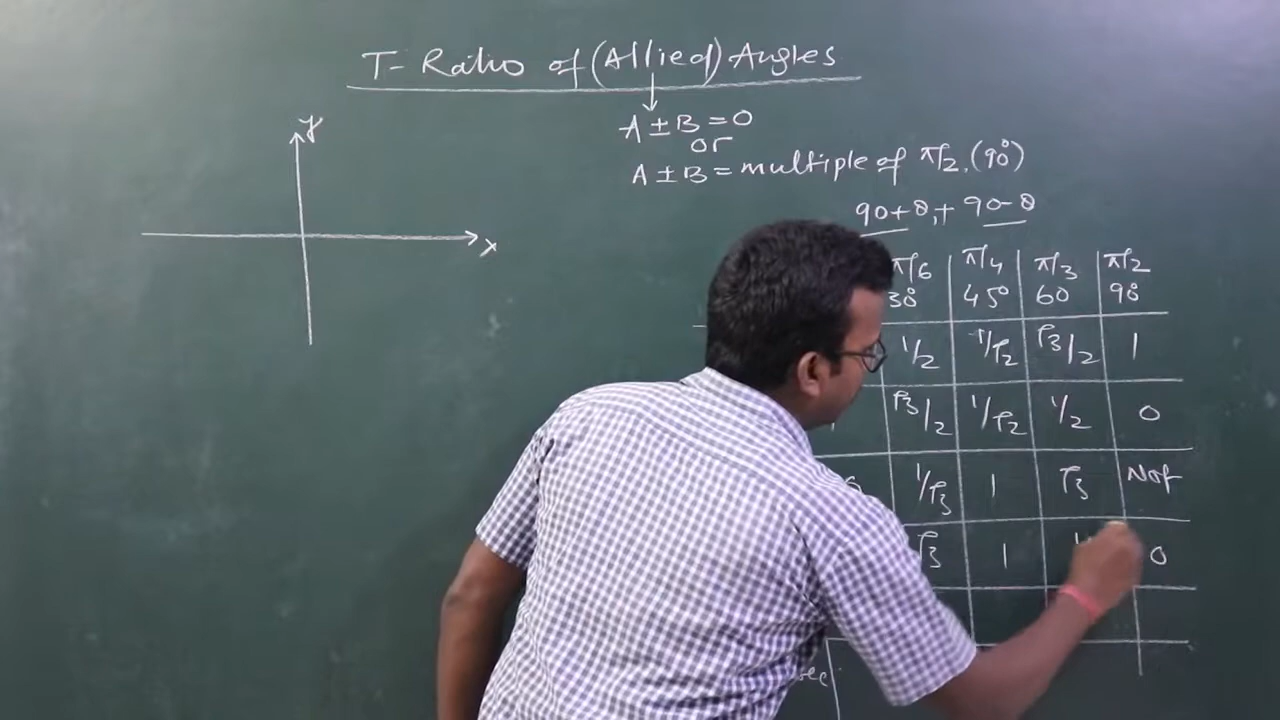 T- Ratio of (Allied) Angles
A ± B = 0
or
A ± B = multiple of π/2. (90°)
90+θ, + 90-θ
y
x
π/6 π/4 π/3 π/2
30° 45° 60 90°
1/2 1/√2 √3/2 1
√3/2 1/√2 1/2 0
1/√3 1 √3 Not
√3 1 0
sec